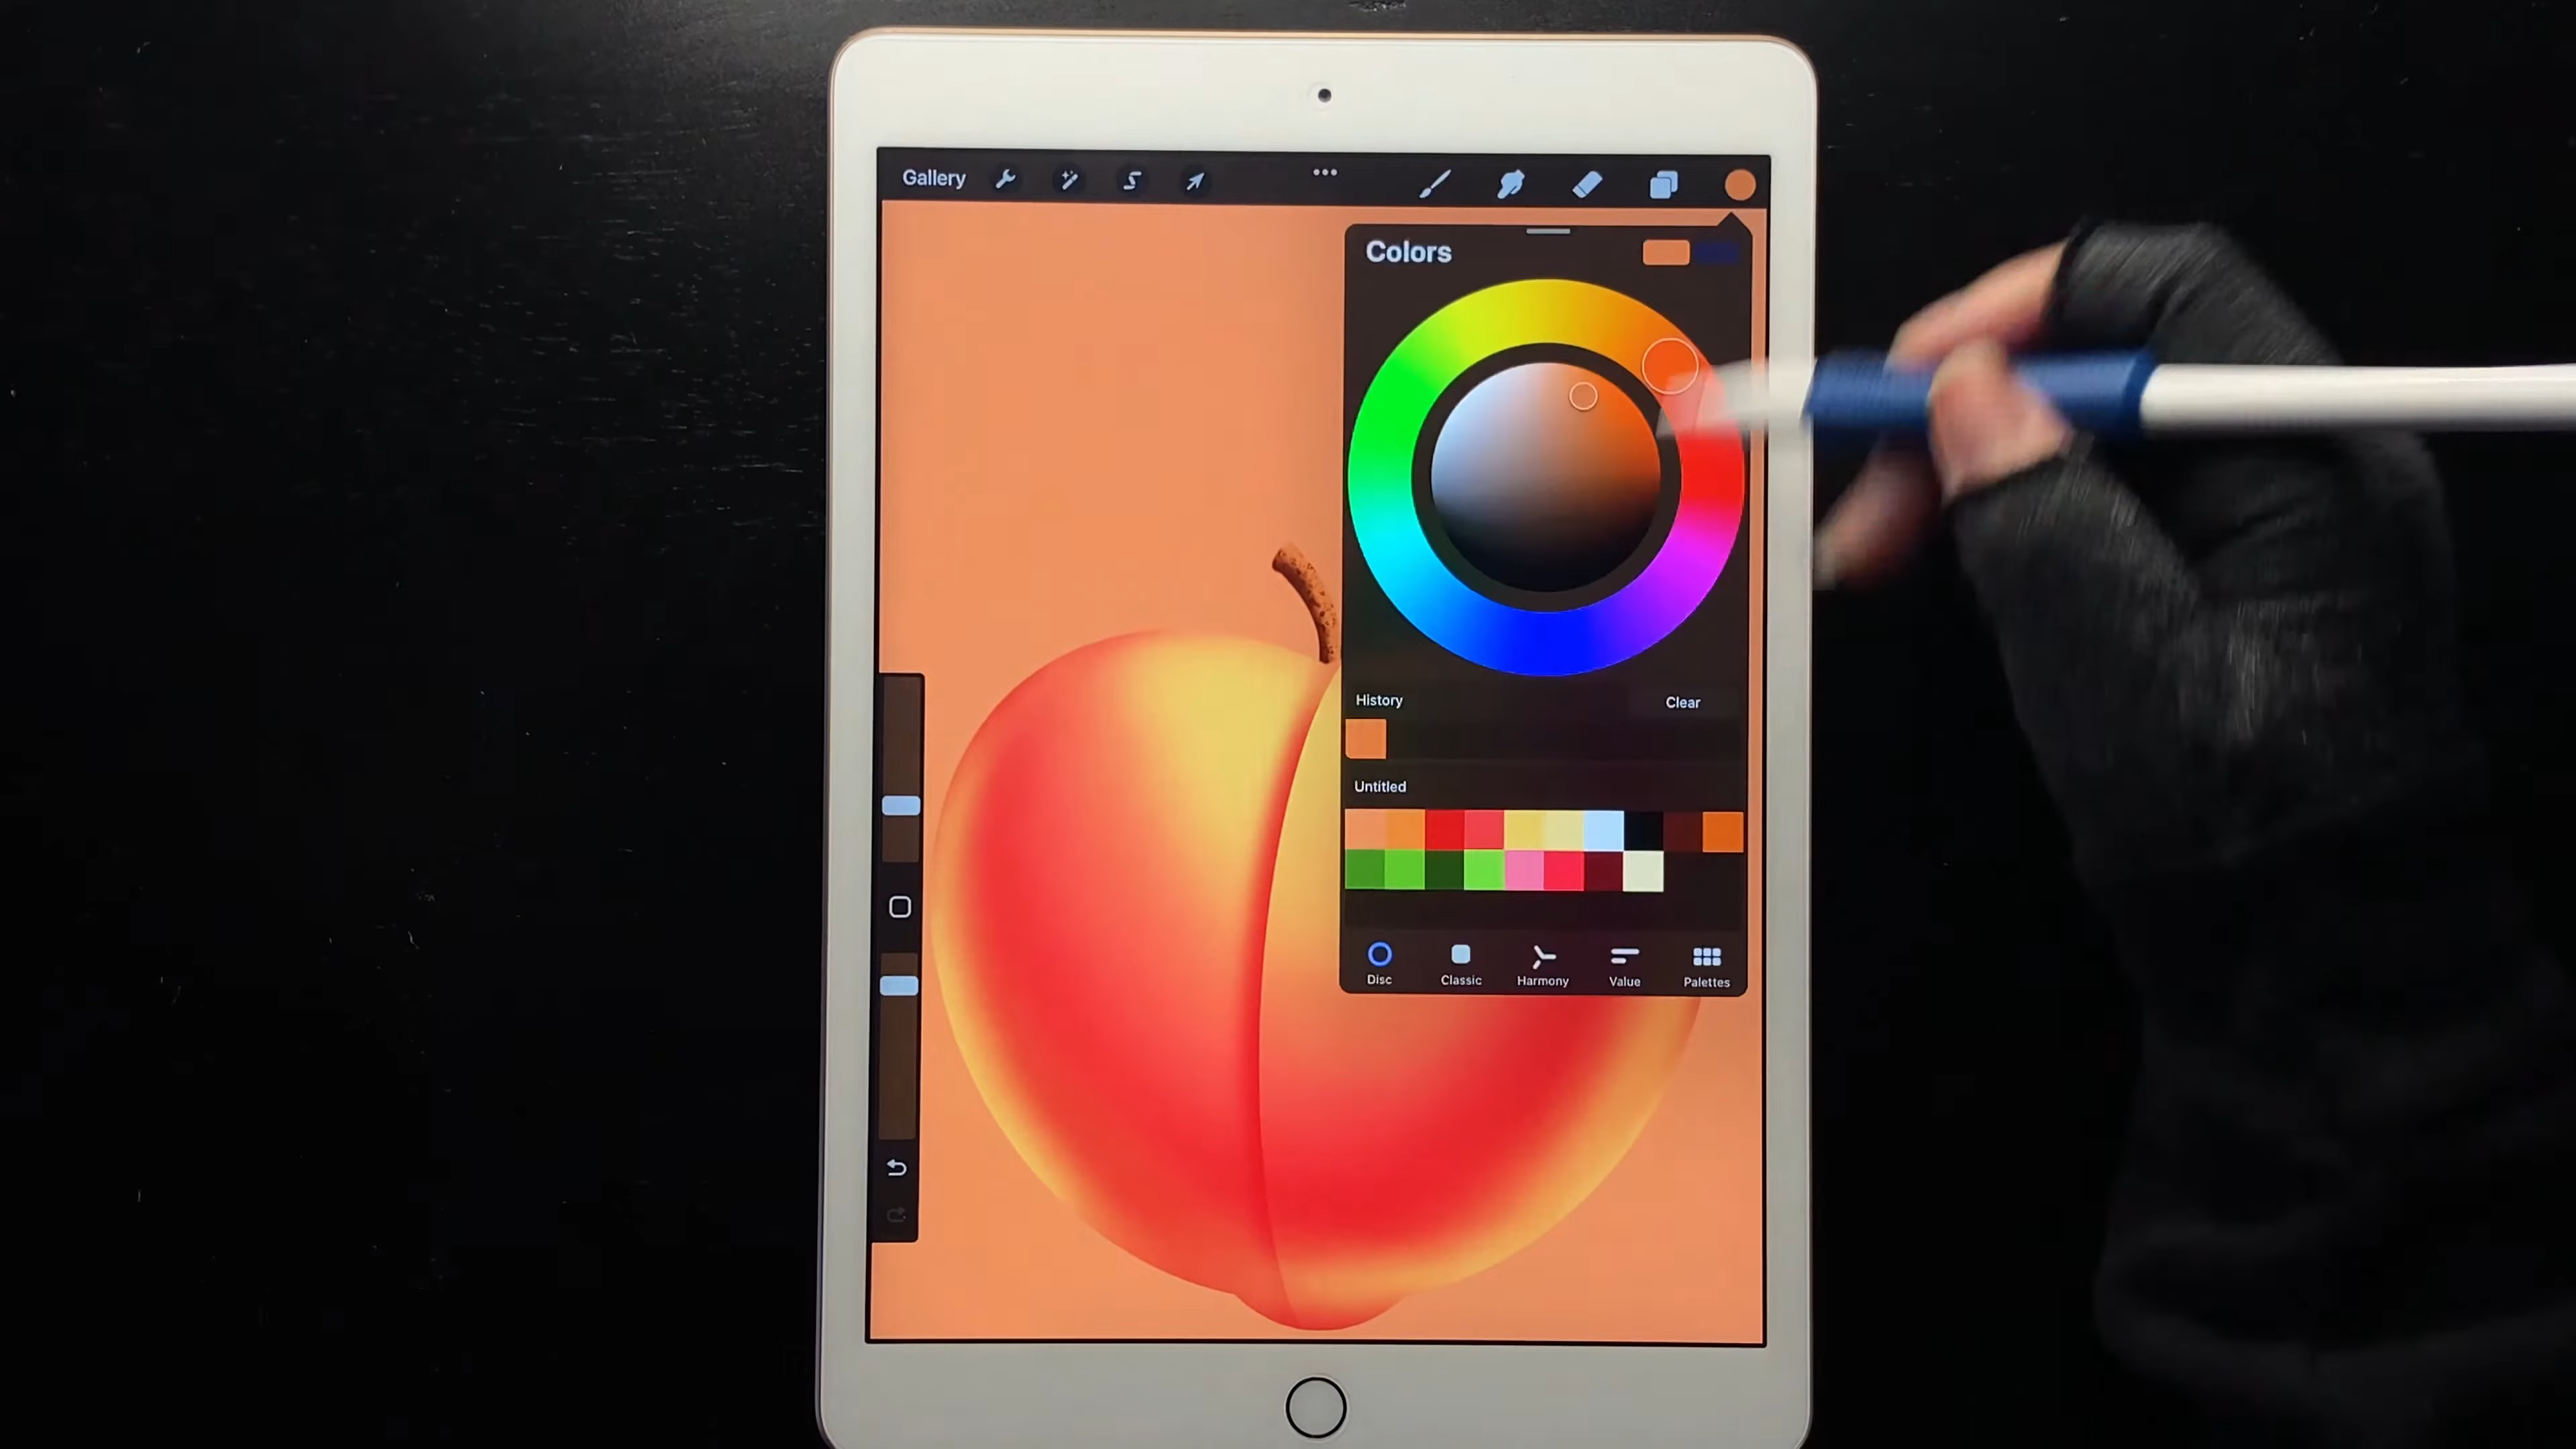 Gallery
Colors
History
Clear
Untitled
Disc
Classic
Harmony
Value
Palettes